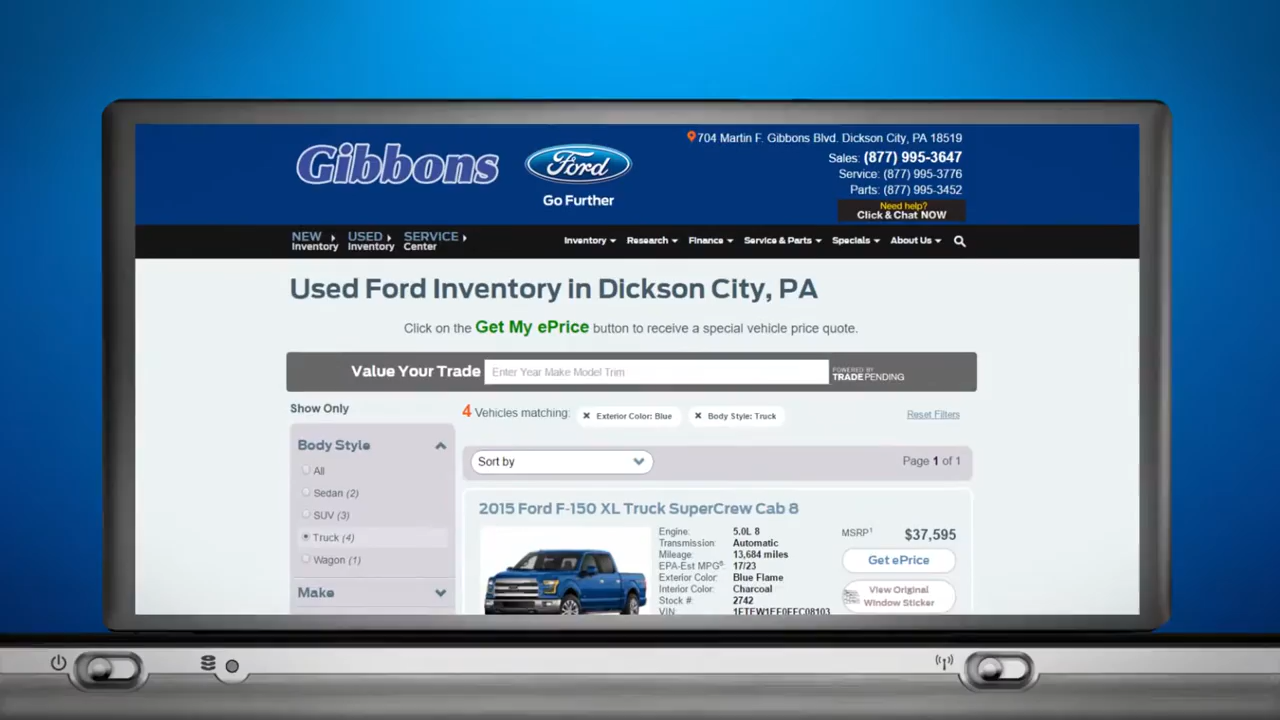 Gibbons
Ford
Go Further
704 Martin F. Gibbons Blvd. Dickson City, PA 18519
Sales: (877) 995-3647
Service: (877) 995-3776
Parts: (877) 995-3452
Need help?
Click & Chat NOW
NEW Inventory
USED Inventory
SERVICE Center
Inventory
Research
Finance
Service & Parts
Specials
About Us
Used Ford Inventory in Dickson City, PA
Click on the Get My ePrice button to receive a special vehicle price quote.
Value Your Trade
Enter Year Make Model Trim
POWERED BY
TRADEPENDING
Show Only
4 Vehicles matching:
Exterior Color: Blue
Body Style: Truck
Reset Filters
Body Style
All
Sedan (2)
SUV (3)
Truck (4)
Wagon (1)
Make
Sort by
Page 1 of 1
2015 Ford F-150 XL Truck SuperCrew Cab 8
Engine: 5.0L 8
Transmission: Automatic
Mileage: 13,684 miles
EPA-Est MPG6: 17/23
Exterior Color: Blue Flame
Interior Color: Charcoal
Stock #: 2742
VIN:
MSRP1 $37,595
Get ePrice
View Original
Window Sticker